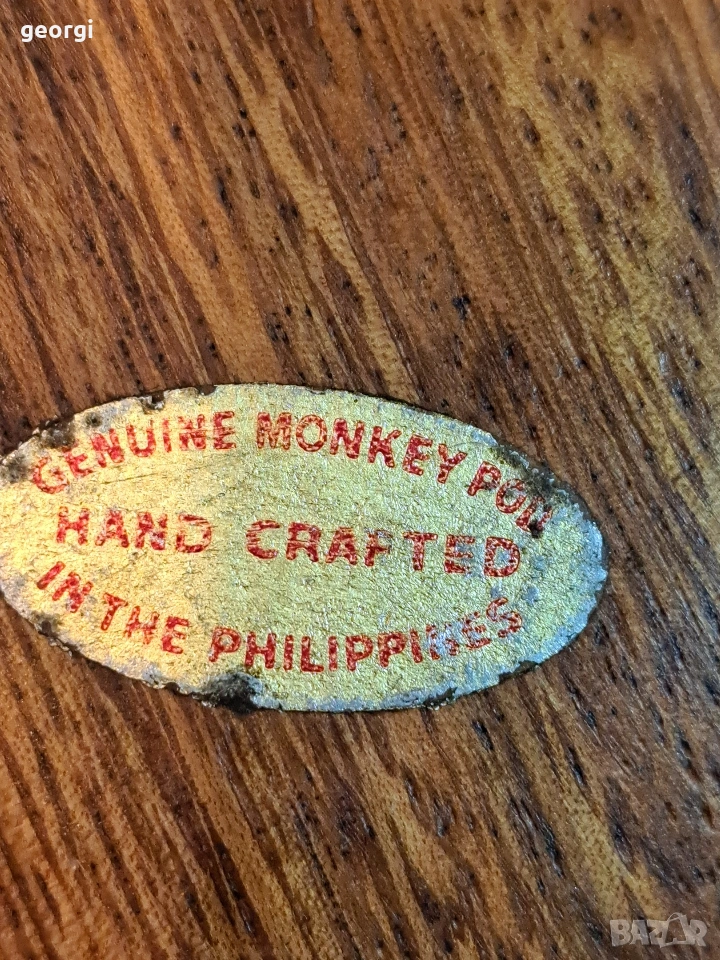 georgi
GENUINE MONKEY POD
HAND CRAFTED
IN THE PHILIPPINES
BAZAR